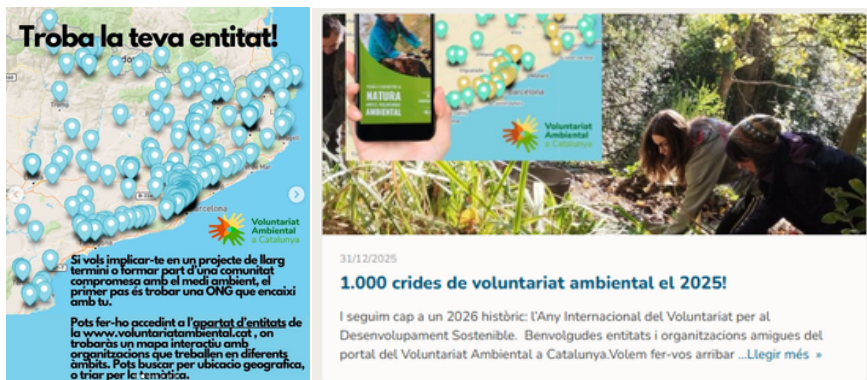 Troba la teva entitat!
Barcelona
Voluntariat
Ambiental
a Catalunya
Si vols implicar-te en un projecte de llarg
termini o formar part d'una comunitat
compromesa amb el medi ambient, el
primer pas és trobar una ONG que encaixi
amb tu.
Pots fer-ho accedint a l'apartat d'entitats de
la www.voluntariatambiental.cat , on
trobaràs un mapa interactiu amb
organitzacions que treballen en diferents
àmbits. Pots buscar per ubicacio geografica,
o triar per la temàtica.
NATURA
AMBIENTAL
Barcelona
Voluntariat
Ambiental
a Catalunya
31/12/2025
1.000 crides de voluntariat ambiental el 2025!
I seguim cap a un 2026 històric: l'Any Internacional del Voluntariat per al
Desenvolupament Sostenible. Benvolgudes entitats i organitzacions amigues del
portal del Voluntariat Ambiental a Catalunya.Volem fer-vos arribar ...Llegir més »